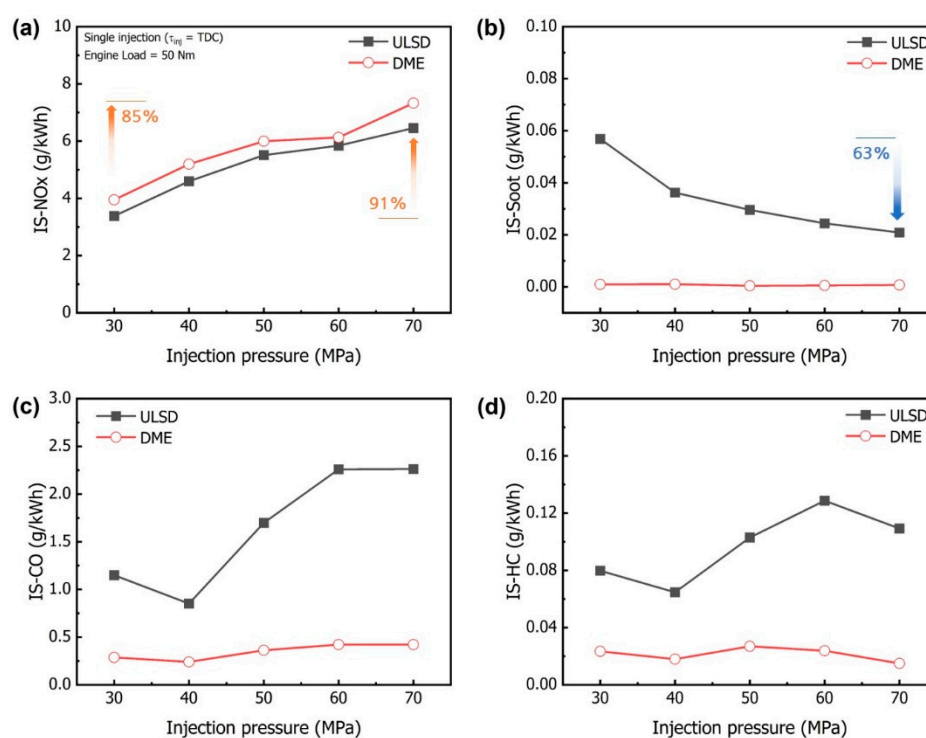 (a)
Single injection (τinj = TDC)
Engine Load = 50 Nm
ULSD
DME
85%
91%
IS-NOx (g/kWh)
10
8
6
4
2
0
30 40 50 60 70
Injection pressure (MPa)
(b)
ULSD
DME
63%
IS-Soot (g/kWh)
0.10
0.08
0.06
0.04
0.02
0.00
30 40 50 60 70
Injection pressure (MPa)
(c)
ULSD
DME
IS-CO (g/kWh)
3.0
2.5
2.0
1.5
1.0
0.5
0.0
30 40 50 60 70
Injection pressure (MPa)
(d)
ULSD
DME
IS-HC (g/kWh)
0.20
0.16
0.12
0.08
0.04
0.00
30 40 50 60 70
Injection pressure (MPa)